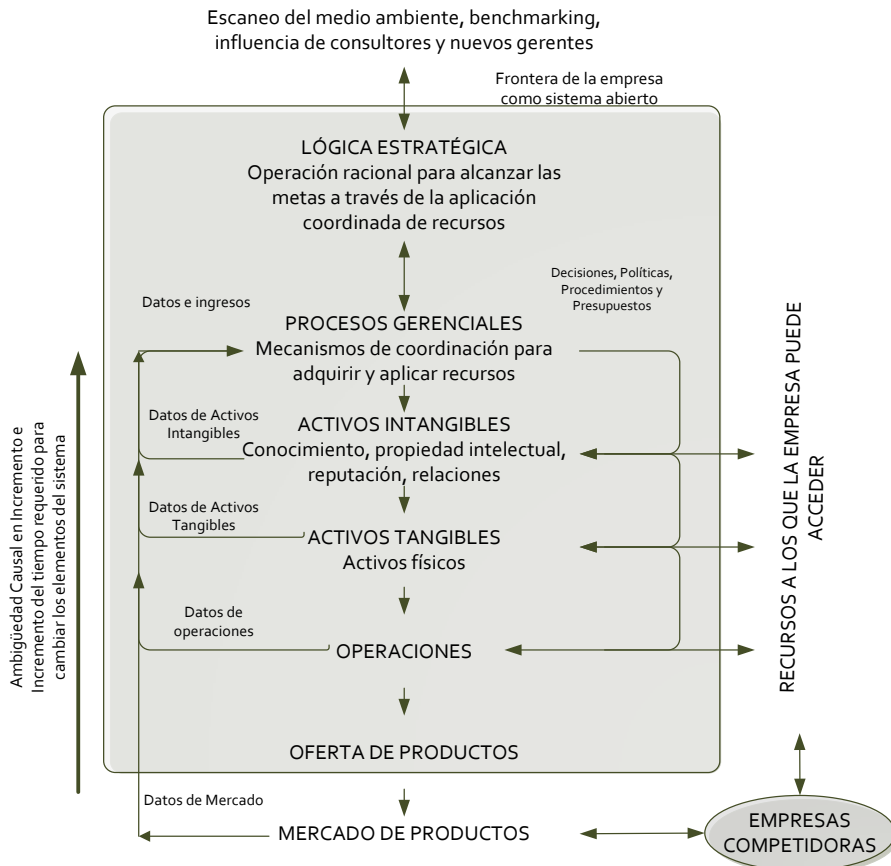 Escaneo del medio ambiente, benchmarking,
influencia de consultores y nuevos gerentes
Frontera de la empresa
como sistema abierto
LÓGICA ESTRATÉGICA
Operación racional para alcanzar las
metas a través de la aplicación
coordinada de recursos
Decisiones, Políticas,
Procedimientos y
Presupuestos
Datos e ingresos
PROCESOS GERENCIALES
Mecanismos de coordinación para
adquirir y aplicar recursos
Datos de Activos
Intangibles
ACTIVOS INTANGIBLES
Conocimiento, propiedad intelectual,
reputación, relaciones
Datos de Activos
Tangibles
ACTIVOS TANGIBLES
Activos físicos
Datos de
operaciones
OPERACIONES
OFERTA DE PRODUCTOS
Datos de Mercado
MERCADO DE PRODUCTOS
EMPRESAS
COMPETIDORAS
Ambigüedad Causal en Incremento e
Incremento del tiempo requerido para
cambiar los elementos del sistema
RECURSOS A LOS QUE LA EMPRESA PUEDE
ACCEDER